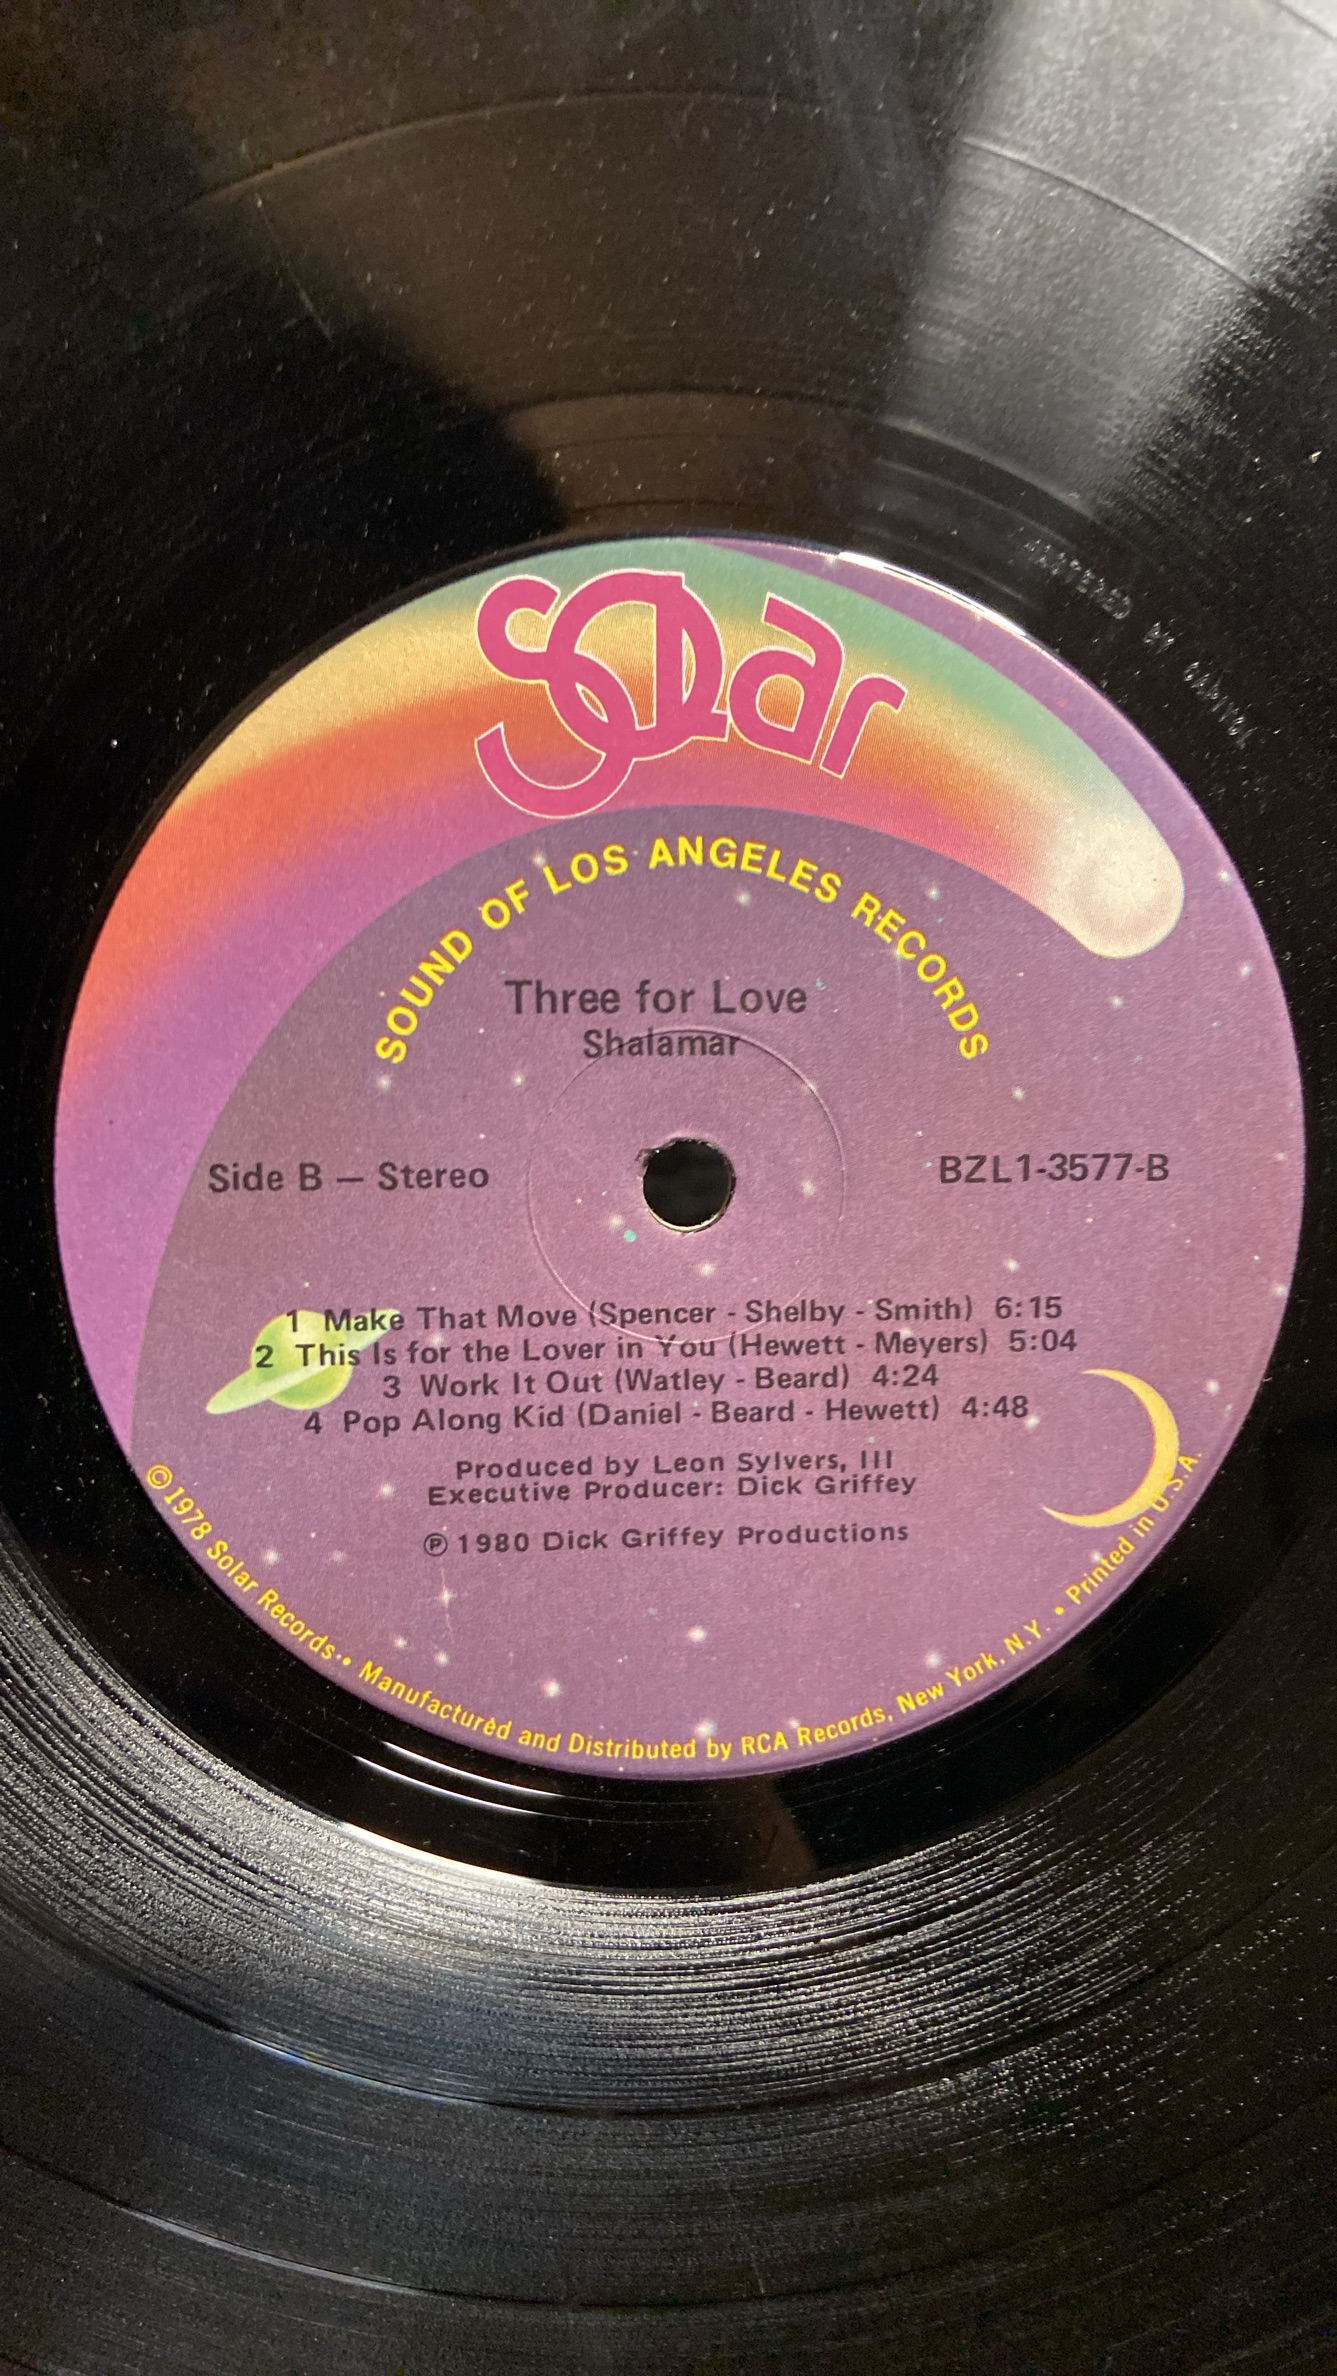 Solar
SOUND OF LOS ANGELES RECORDS
Three for Love
Shalamar
Side B — Stereo
BZL1-3577-B
1 Make That Move (Spencer - Shelby - Smith) 6:15
2 This Is for the Lover in You (Hewett - Meyers) 5:04
3 Work It Out (Watley - Beard) 4:24
4 Pop Along Kid (Daniel - Beard - Hewett) 4:48
Produced by Leon Sylvers, III
Executive Producer: Dick Griffey
℗ 1980 Dick Griffey Productions
© 1978 Solar Records • Manufactured and Distributed by RCA Records, New York, N.Y. • Printed in U.S.A.
MASTERED BY CAPITOL